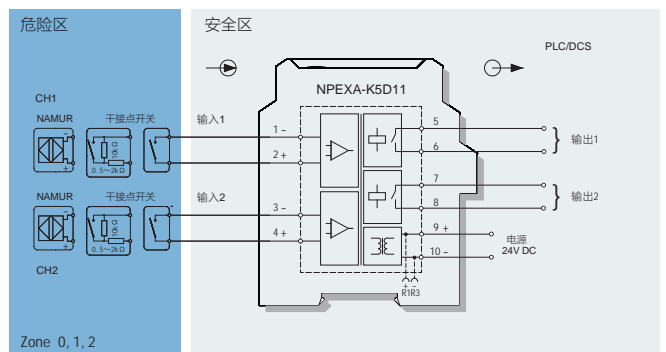 危险区
安全区
PLC/DCS
NPEXA-K5D11
CH1
NAMUR 干接点开关 输入1
1 –
2 +
10kΩ
0.5~2kΩ
5
6
输出1
NAMUR 干接点开关 输入2
3 –
4 +
10kΩ
0.5~2kΩ
7
8
输出2
CH2
9 +
10 –
电源
24V DC
+ –
R1R3
Zone 0,1,2